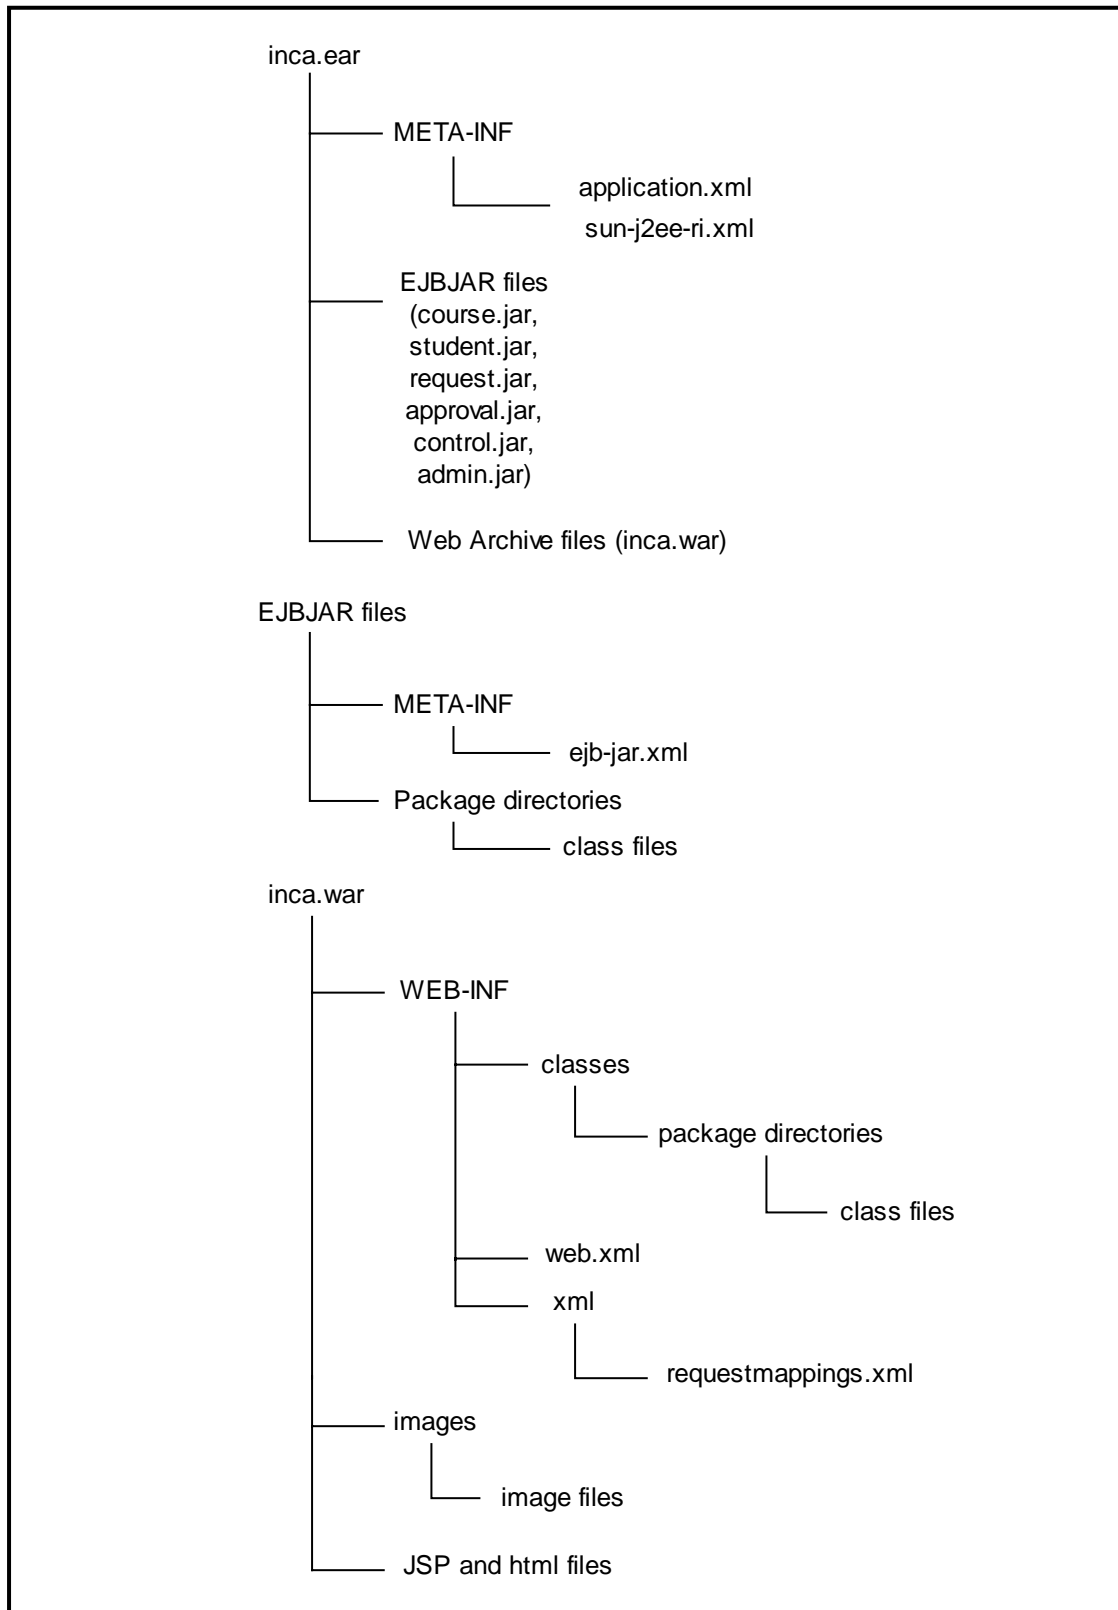 inca.ear
META-INF
application.xml
sun-j2ee-ri.xml
EJBJAR files
(course.jar,
student.jar,
request.jar,
approval.jar,
control.jar,
admin.jar)
Web Archive files (inca.war)
EJBJAR files
META-INF
ejb-jar.xml
Package directories
class files
inca.war
WEB-INF
classes
package directories
class files
web.xml
xml
requestmappings.xml
images
image files
JSP and html files